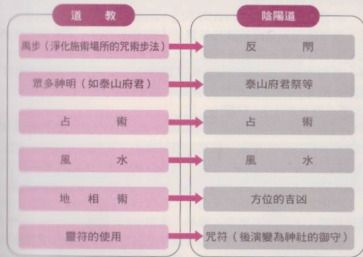 道教
陰陽道
禹步（淨化施術場所的咒術步法）
反閇
眾多神明（如泰山府君）
泰山府君祭等
占術
占術
風水
風水
地相術
方位的吉凶
靈符的使用
咒符（後演變為神社的御守）